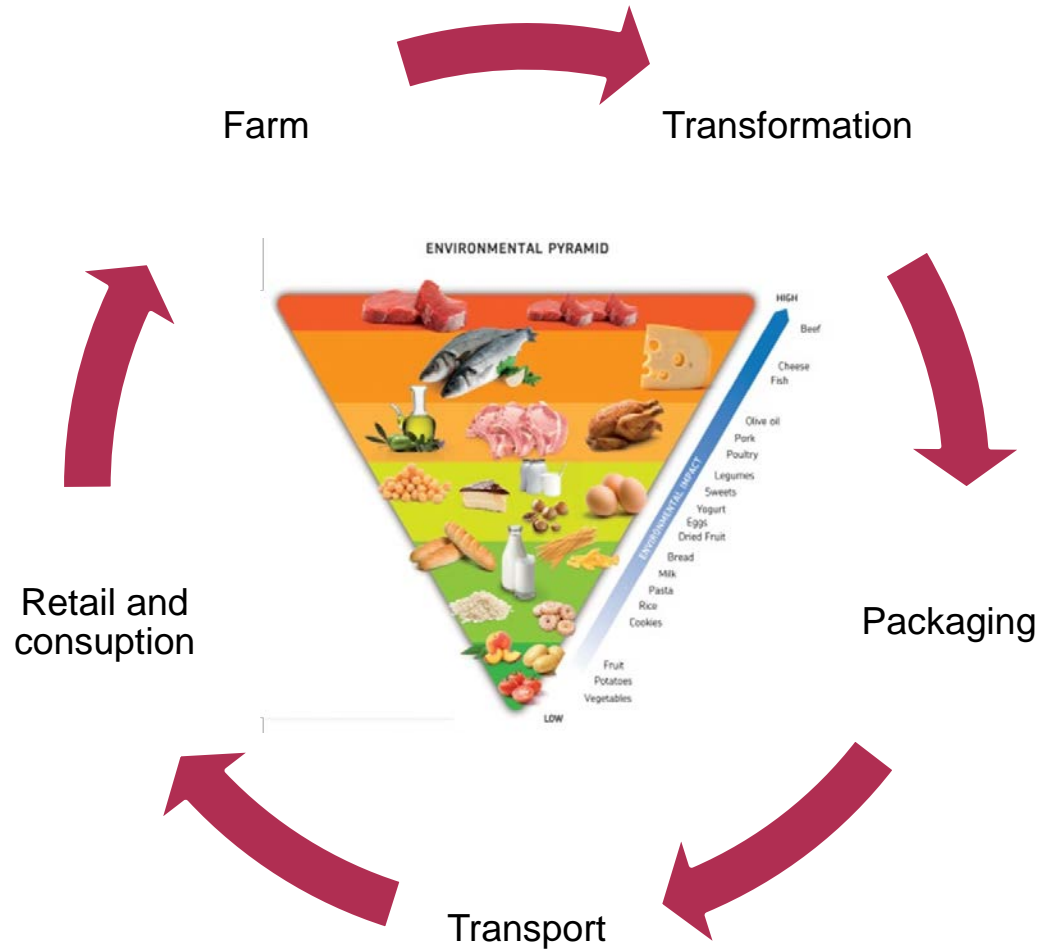 Farm
Transformation
ENVIRONMENTAL PYRAMID
HIGH
Beef
Cheese
Fish
Olive oil
Pork
Poultry
Legumes
Sweets
Yogurt
Eggs
Dried Fruit
Bread
Milk
Pasta
Rice
Cookies
Fruit
Potatoes
Vegetables
LOW
ENVIRONMENTAL IMPACT
Retail and
consuption
Packaging
Transport